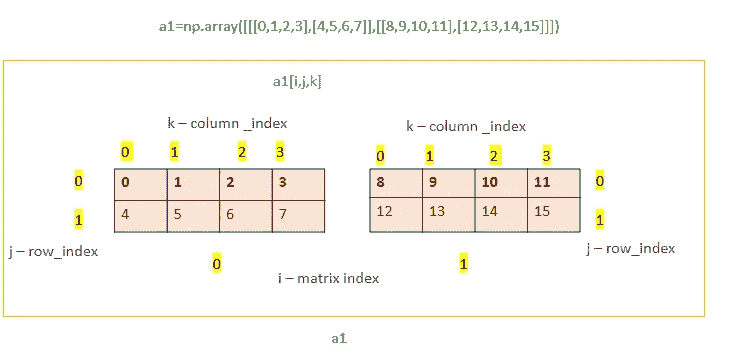 a1=np.array([[[0,1,2,3],[4,5,6,7]],[[8,9,10,11],[12,13,14,15]]])
a1[i,j,k]
k – column _index
k – column _index
0 1 2 3
0 1 2 3
0 0 1 2 3 8 9 10 11 0
1 4 5 6 7 12 13 14 15 1
j – row_index
j – row_index
0 i – matrix index 1
a1